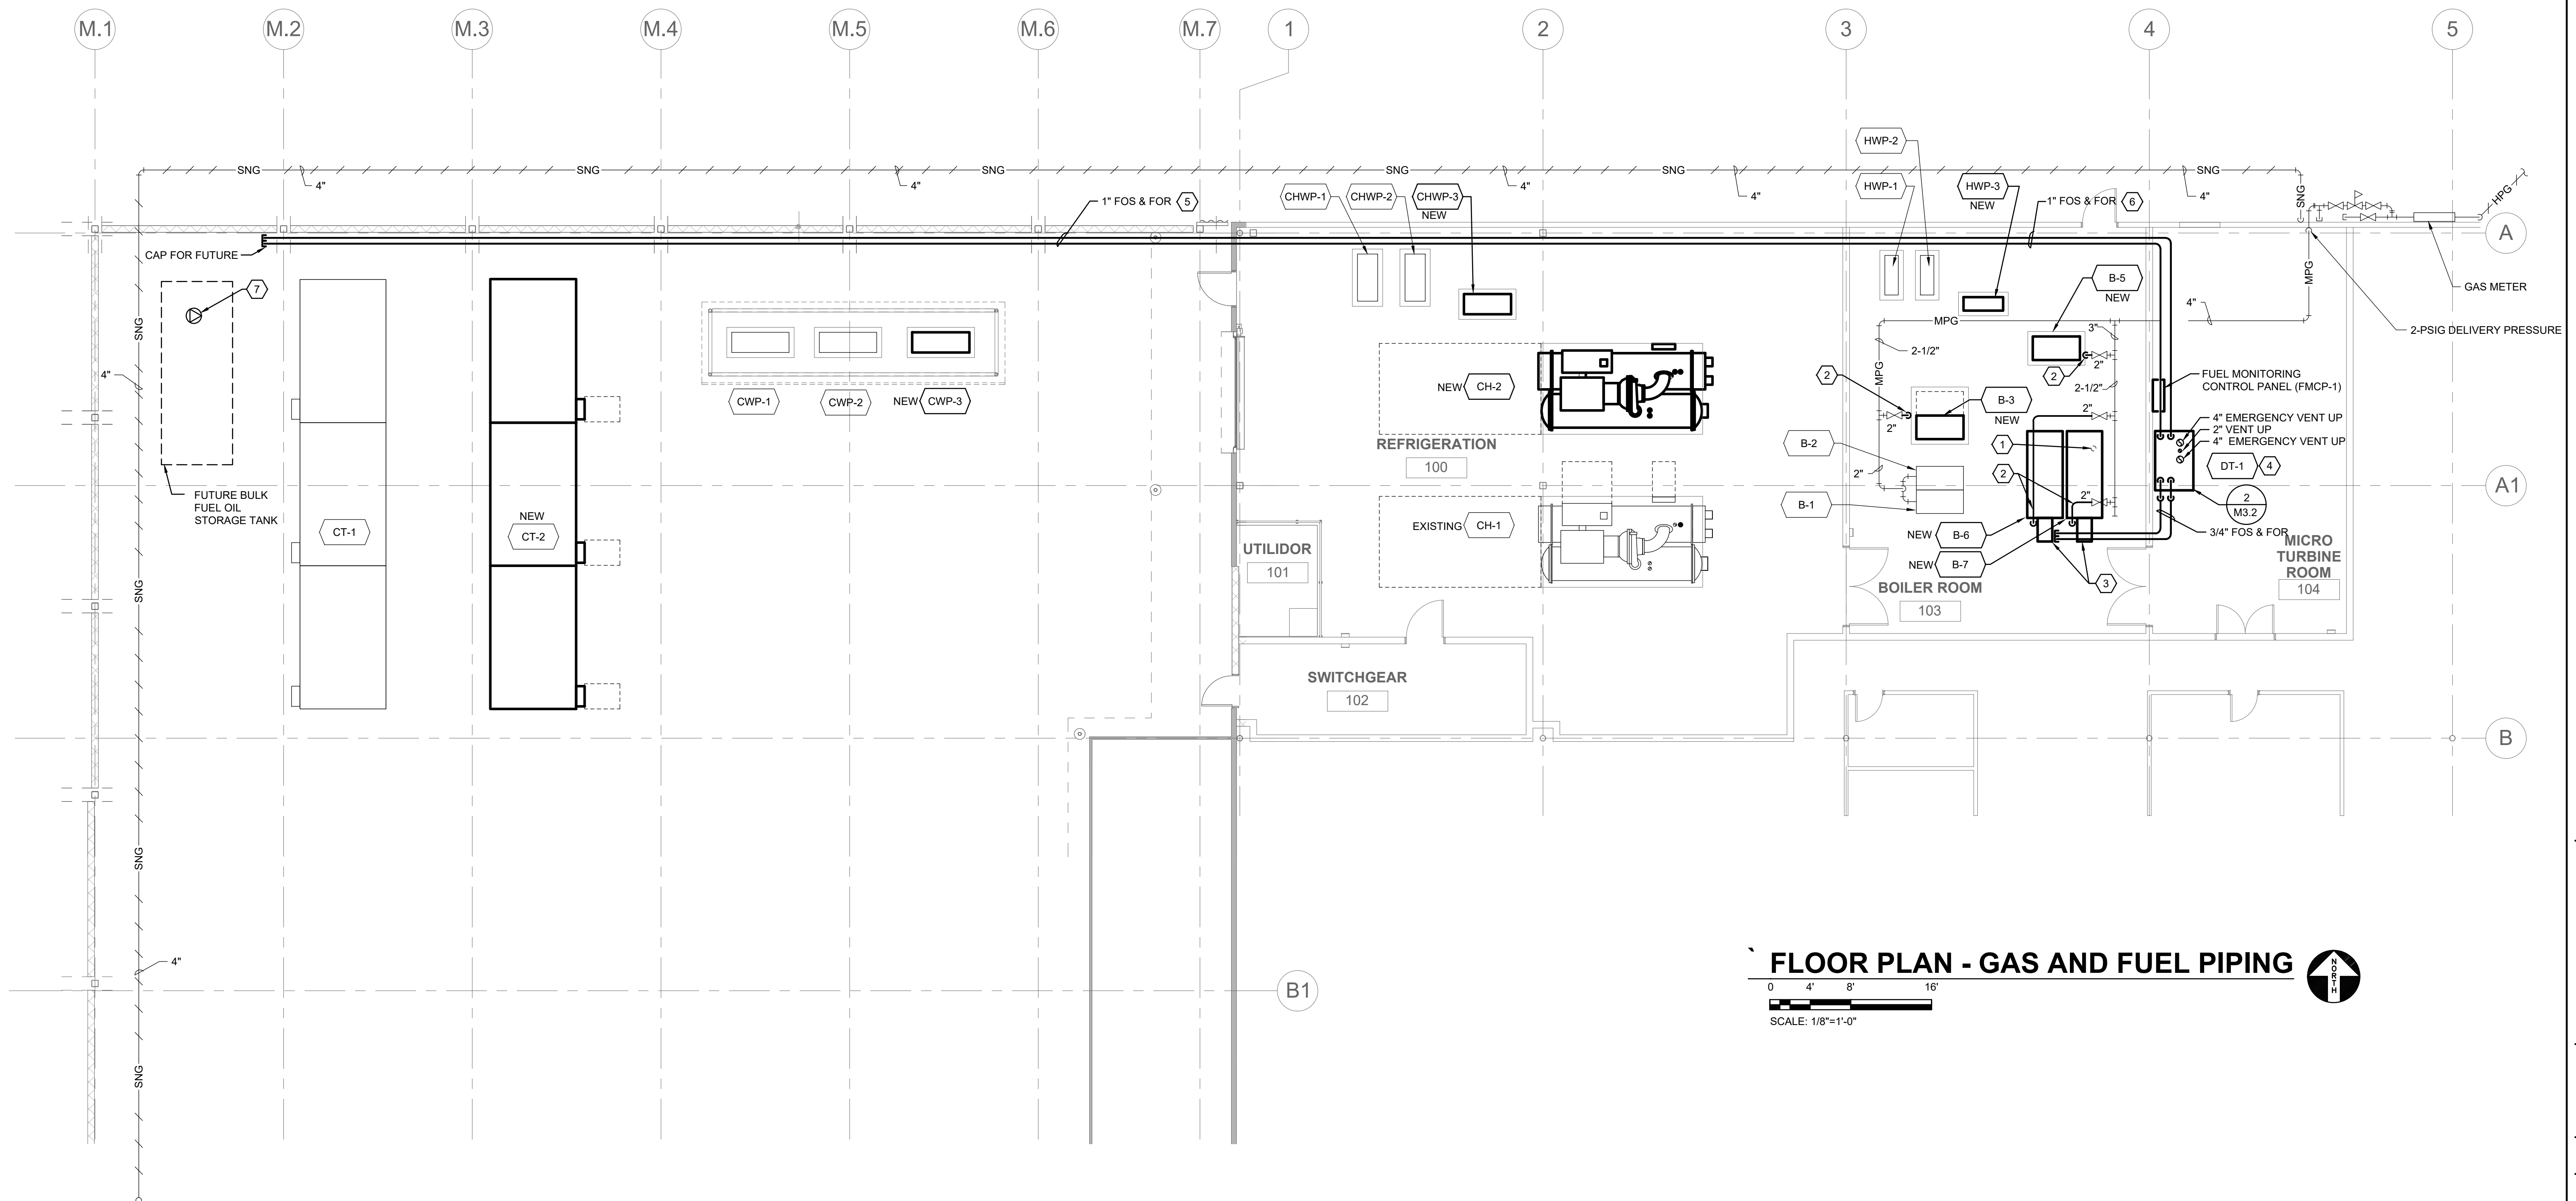 M.1 M.2 M.3 M.4 M.5 M.6 M.7 1 2 3 4 5
HWP-2
SNG SNG SNG SNG SNG SNG
4" 4" 4" 4" 4"
HPG
SNG
CHWP-1 CHWP-2 CHWP-3
NEW
HWP-1
HWP-3
NEW
1" FOS & FOR 5
1" FOS & FOR 6
A
CAP FOR FUTURE
MPG
B-5
NEW
GAS METER
7
4"
MPG
3"
2-PSIG DELIVERY PRESSURE
SNG
2-1/2"
2"
4"
MPG
2
2
2-1/2"
FUEL MONITORING
CONTROL PANEL (FMCP-1)
CWP-1 CWP-2 NEW CWP-3
NEW CH-2
B-3
NEW
2"
2"
4" EMERGENCY VENT UP
2" VENT UP
4" EMERGENCY VENT UP
REFRIGERATION
100
B-2
1
2"
2
DT-1 4
A1
FUTURE BULK
FUEL OIL
STORAGE TANK
B-1
2"
2
M3.2
NEW
CT-1 CT-2
EXISTING CH-1
NEW B-6
3/4" FOS & FOR
UTILIDOR
101
MICRO
TURBINE
ROOM
104
NEW B-7
3
SNG
BOILER ROOM
103
SWITCHGEAR
102
B
SNG
4"
FLOOR PLAN - GAS AND FUEL PIPING
NORTH
B1
0 4' 8' 16'
SCALE: 1/8"=1'-0"
SNG